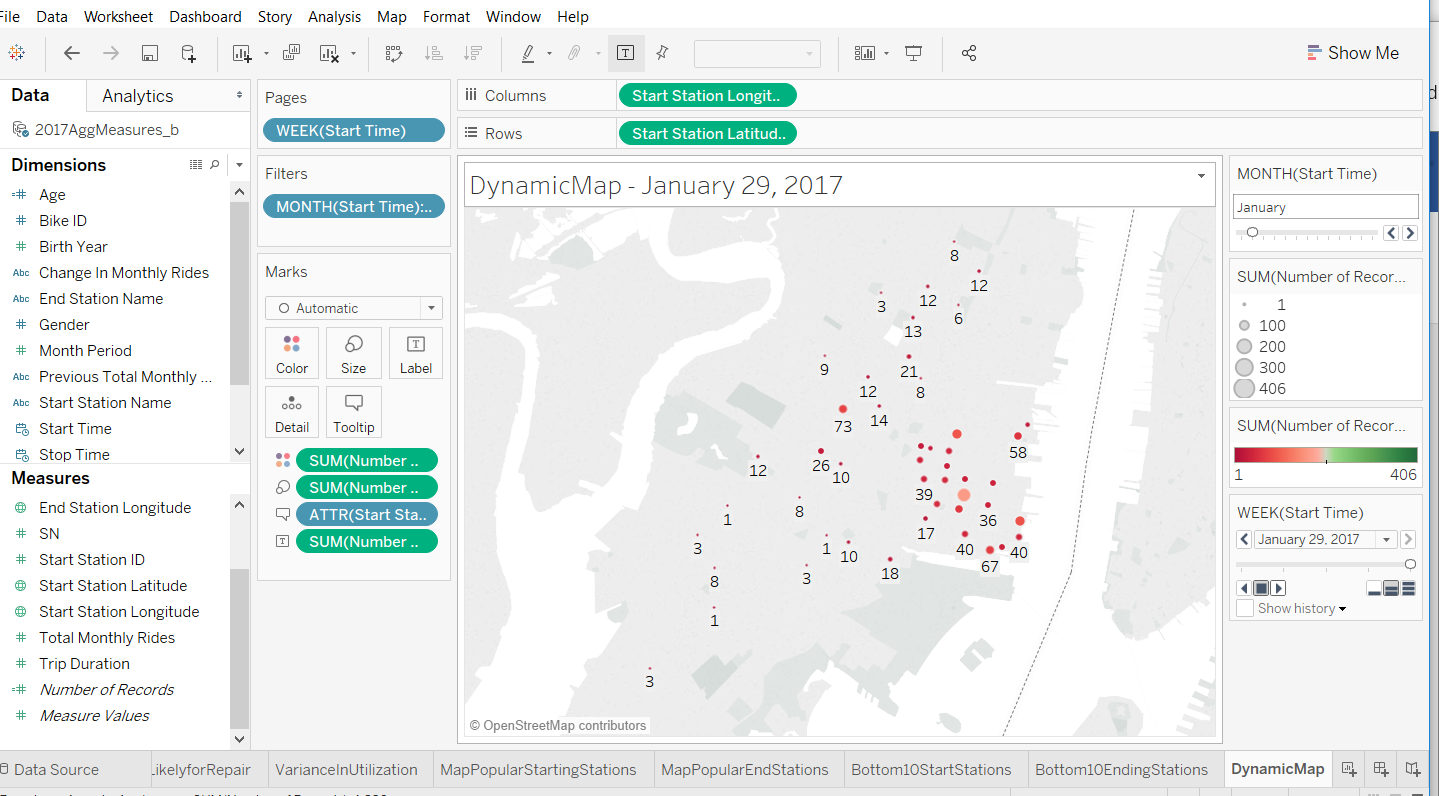 File Data Worksheet Dashboard Story Analysis Map Format Window Help
Show Me
Data Analytics
2017AggMeasures_b
Dimensions
Age
Bike ID
Birth Year
Abc Change In Monthly Rides
Abc End Station Name
Gender
Month Period
Abc Previous Total Monthly ...
Abc Start Station Name
Start Time
Stop Time
Measures
End Station Longitude
SN
Start Station ID
Start Station Latitude
Start Station Longitude
Total Monthly Rides
Trip Duration
Number of Records
Measure Values
Pages
WEEK(Start Time)
Filters
MONTH(Start Time):..
Marks
Automatic
Color Size Label
Detail Tooltip
SUM(Number ..
SUM(Number ..
ATTR(Start Sta..
SUM(Number ..
Columns Start Station Longit..
Rows Start Station Latitud..
DynamicMap - January 29, 2017
8
12
3
12
6
13
9
21
12
8
73
14
58
12
26
10
39
8
36
1
17
3
1
10
40
40
67
8
3
18
1
3
© OpenStreetMap contributors
MONTH(Start Time)
January
SUM(Number of Recor...
1
100
200
300
406
SUM(Number of Recor...
1 406
WEEK(Start Time)
January 29, 2017
Show history
Data Source
.ikelyforRepair
VarianceInUtilization
MapPopularStartingStations
MapPopularEndStations
Bottom10StartStations
Bottom10EndingStations
DynamicMap